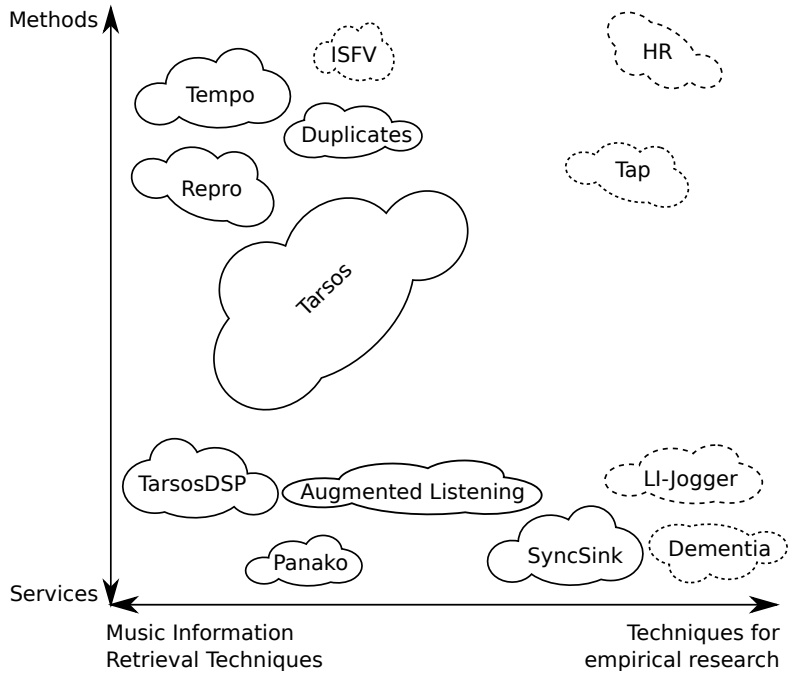 Methods
ISFV
HR
Tempo
Duplicates
Tap
Repro
Tarsos
TarsosDSP
Augmented Listening
LI-Jogger
Panako
SyncSink
Dementia
Services
Music Information
Retrieval Techniques
Techniques for
empirical research